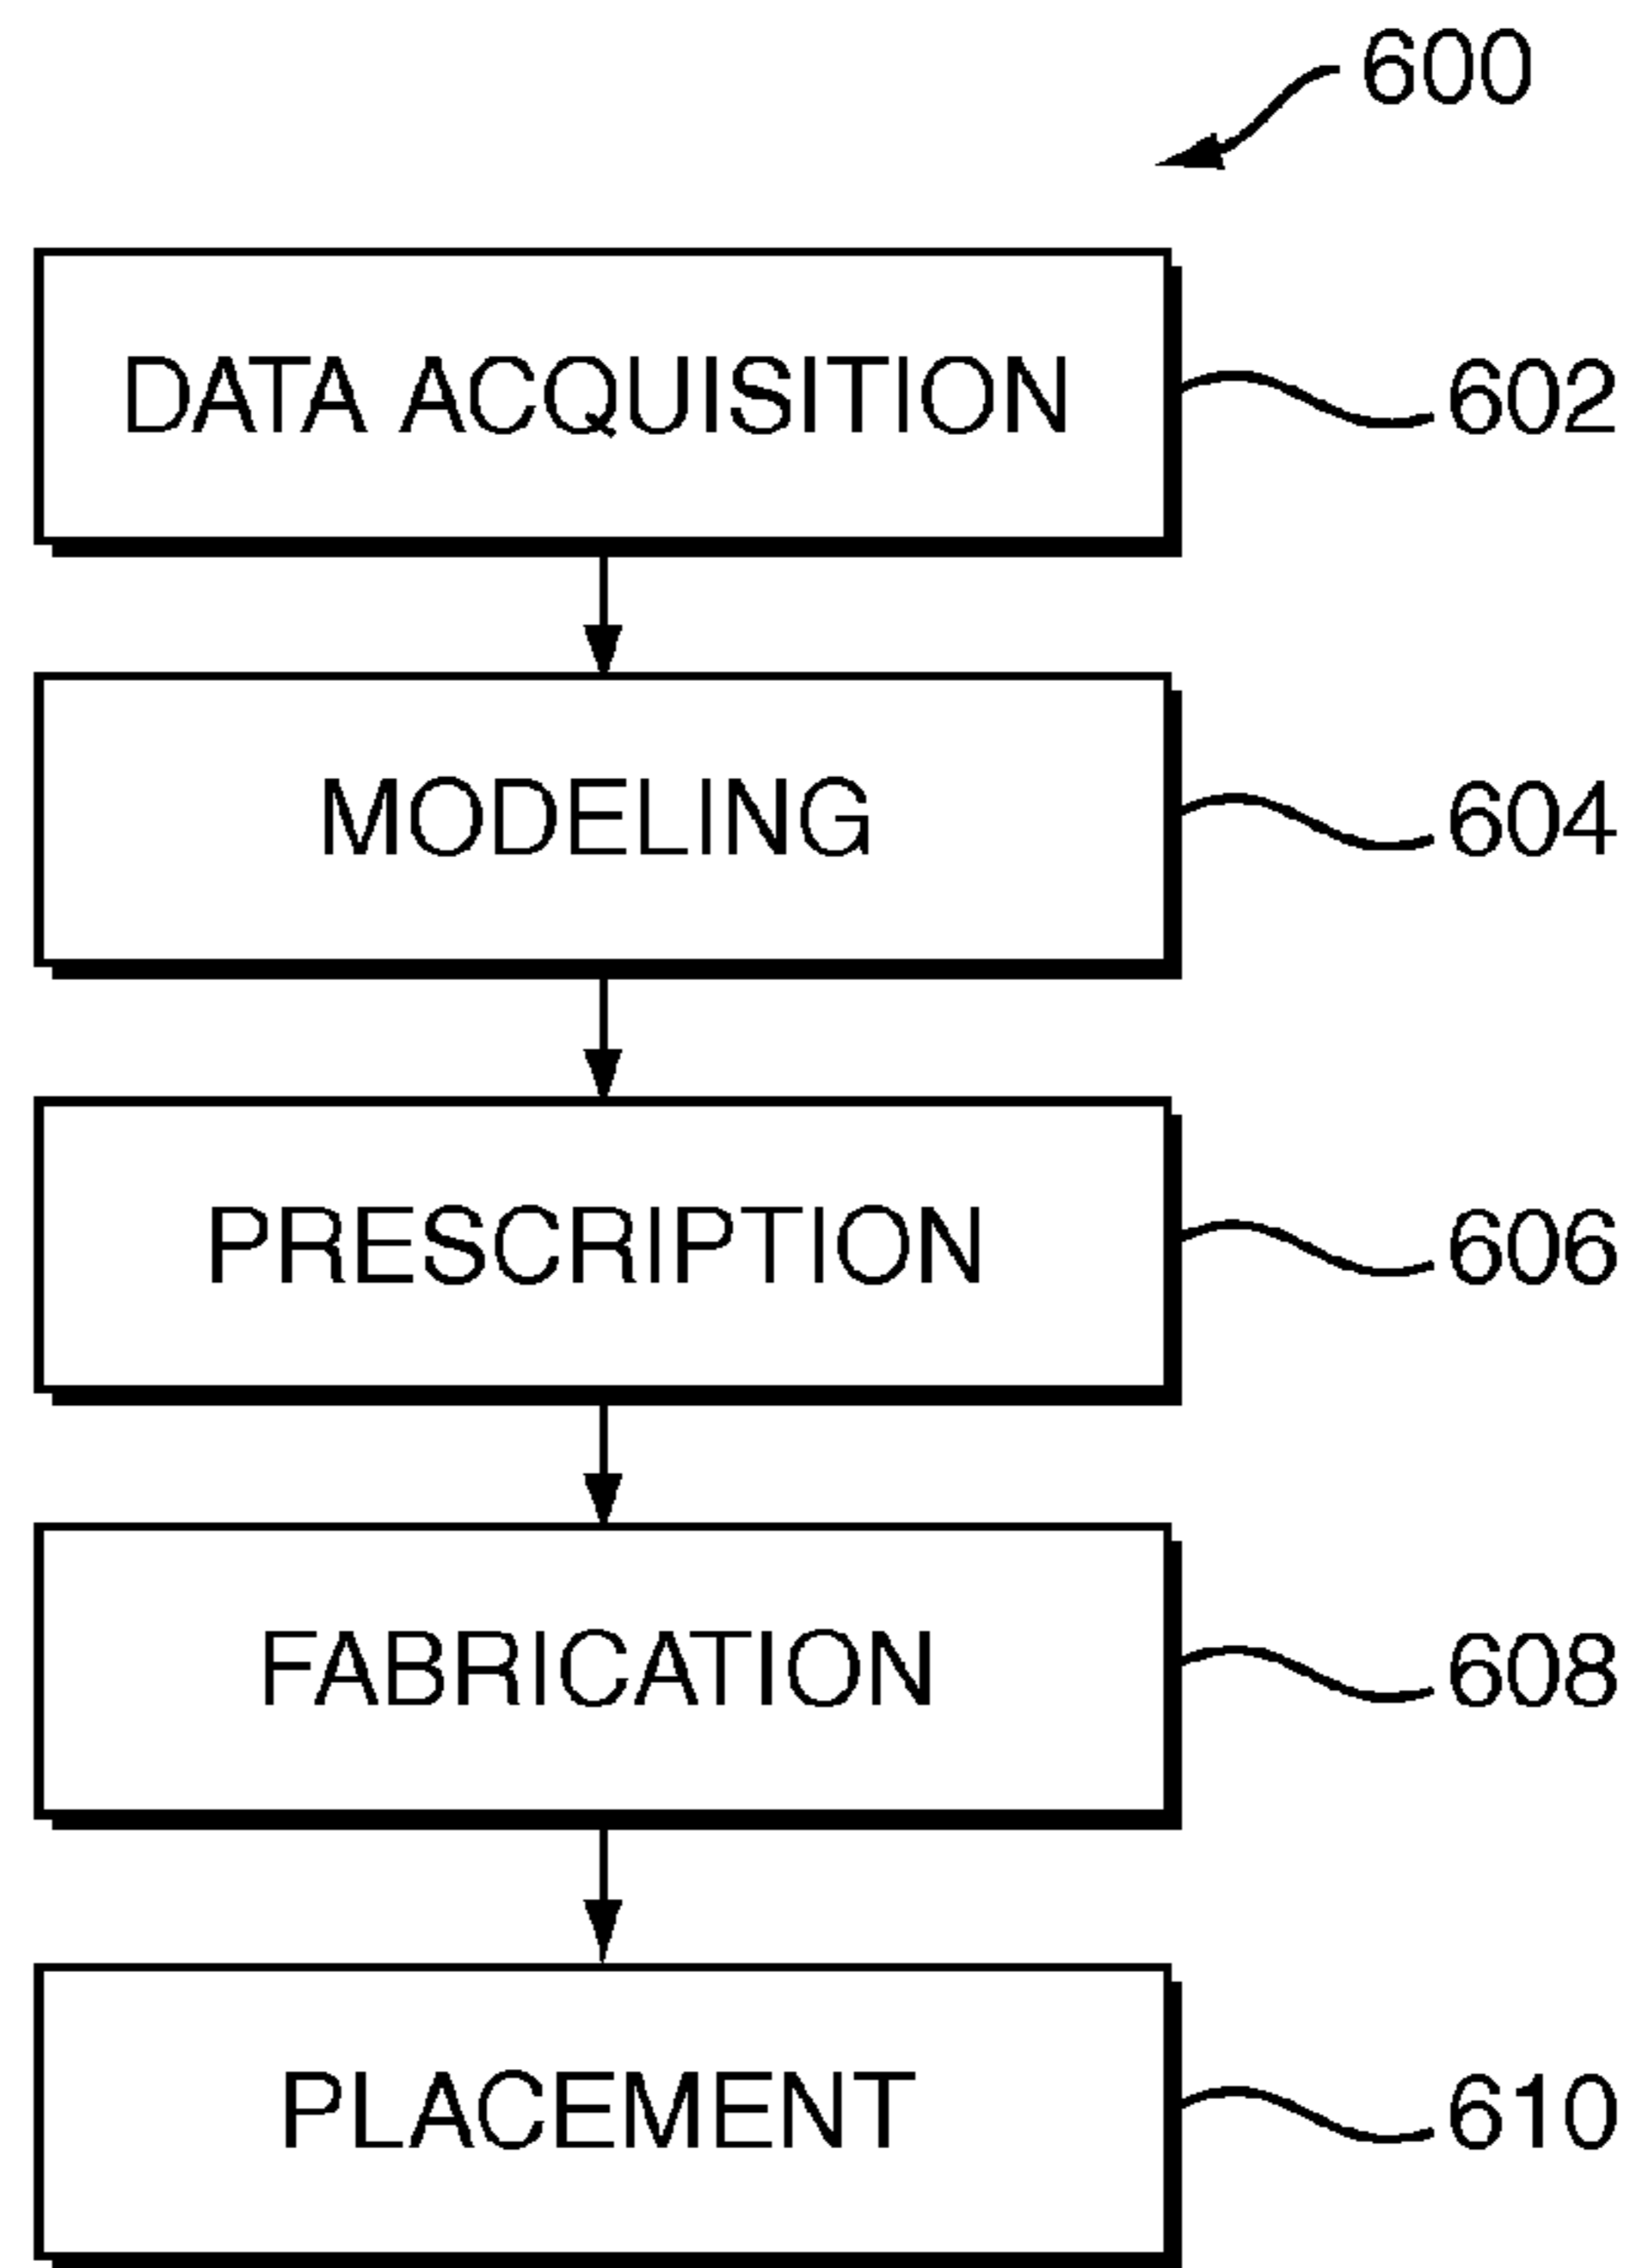 600
DATA ACQUISITION 602
MODELING 604
PRESCRIPTION 606
FABRICATION 608
PLACEMENT 610